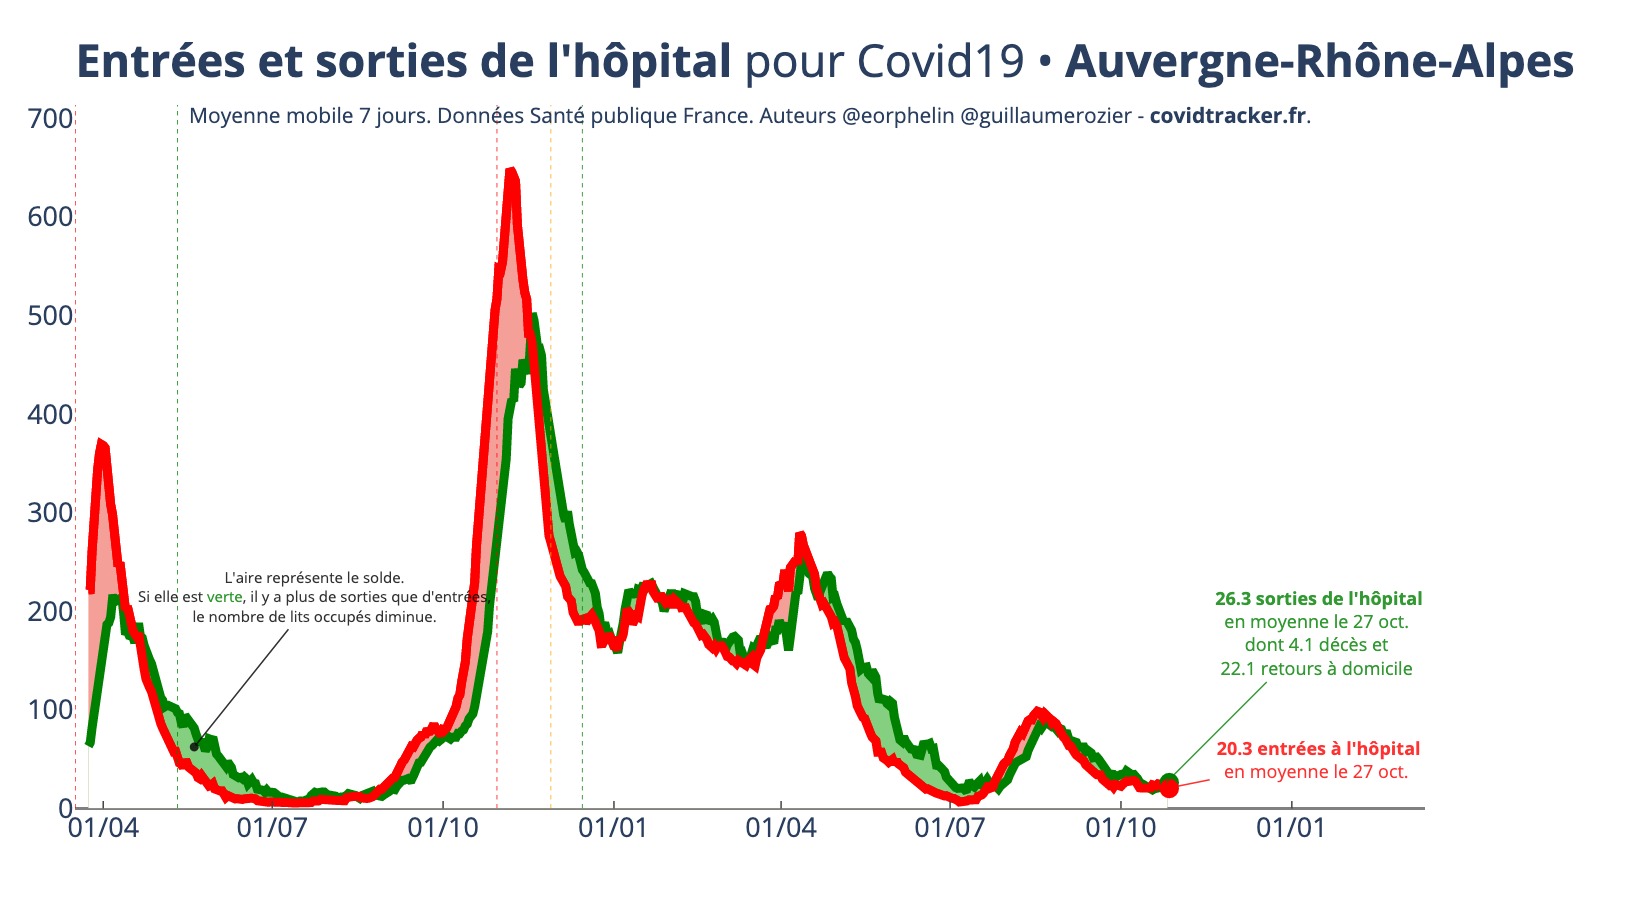 Entrées et sorties de l'hôpital pour Covid19 • Auvergne-Rhône-Alpes
Moyenne mobile 7 jours. Données Santé publique France. Auteurs @eorphelin @guillaumerozier - covidtracker.fr.
700
600
500
400
300
200
100
0
L'aire représente le solde.
Si elle est verte, il y a plus de sorties que d'entrées,
le nombre de lits occupés diminue.
26.3 sorties de l'hôpital
en moyenne le 27 oct.
dont 4.1 décès et
22.1 retours à domicile
20.3 entrées à l'hôpital
en moyenne le 27 oct.
01/04 01/07 01/10 01/01 01/04 01/07 01/10 01/01